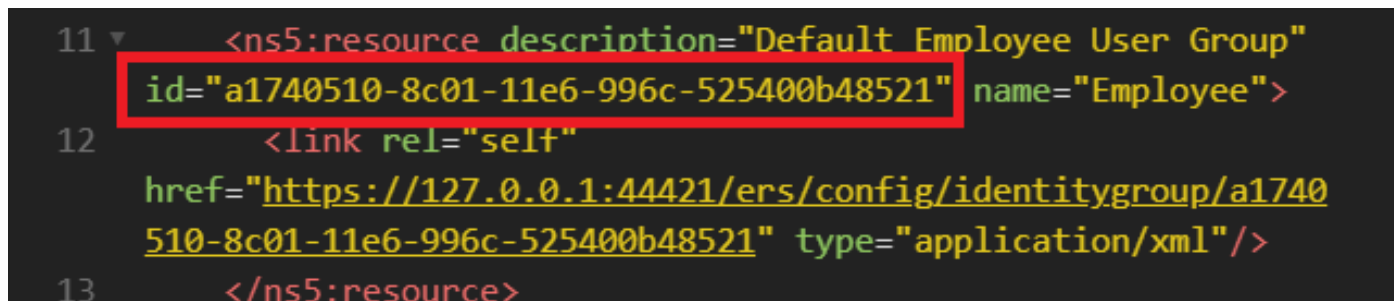 11 <ns5:resource description="Default Employee User Group"
id="a1740510-8c01-11e6-996c-525400b48521" name="Employee">
12 <link rel="self"
href="https://127.0.0.1:44421/ers/config/identitygroup/a1740
510-8c01-11e6-996c-525400b48521" type="application/xml"/>
13 </ns5:resource>